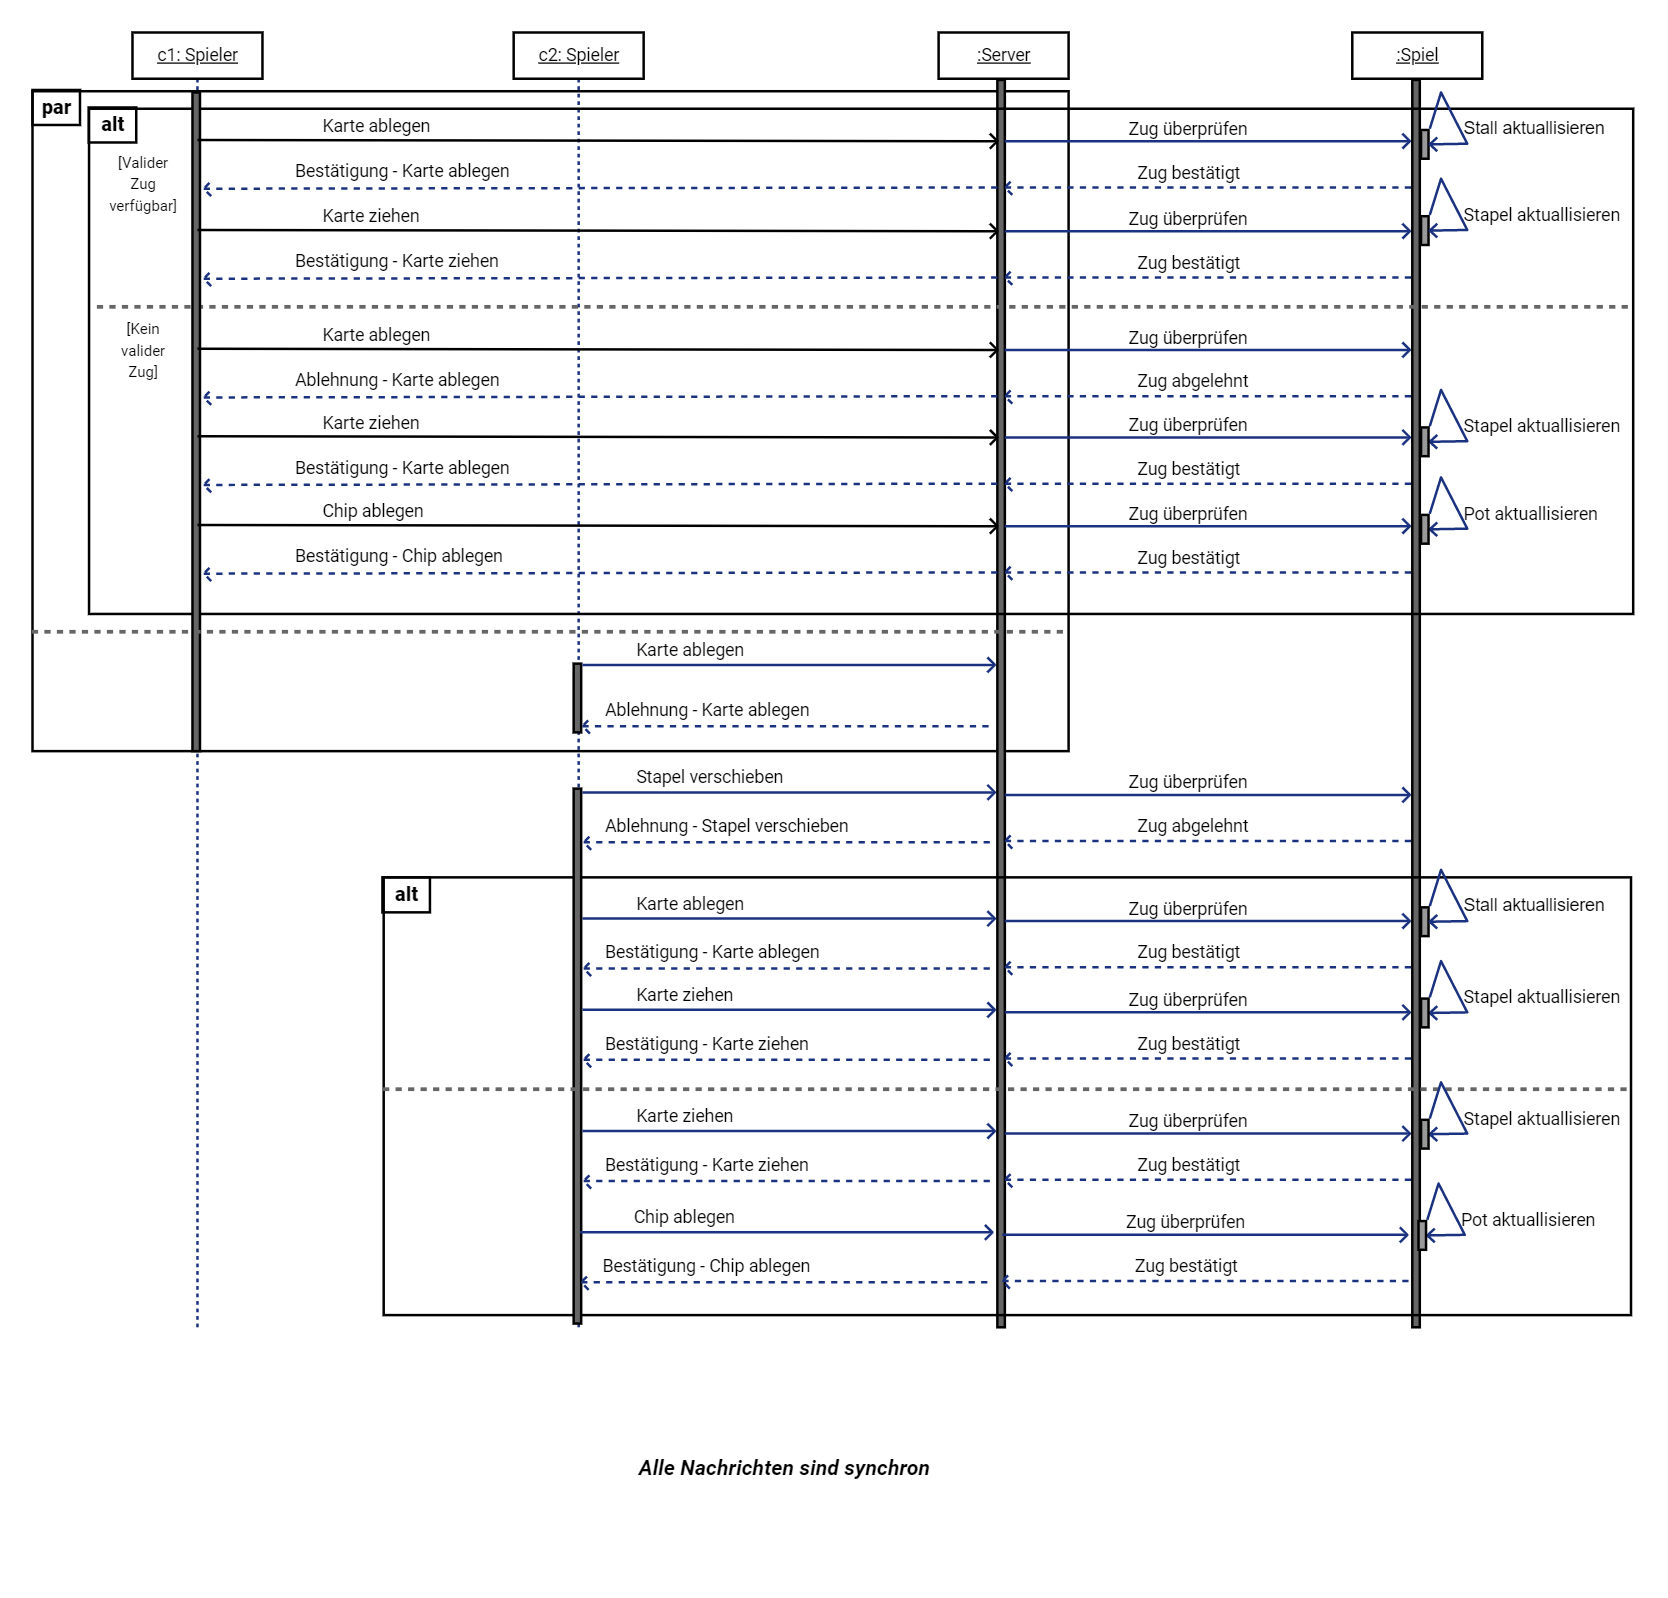 c1: Spieler
c2: Spieler
:Server
:Spiel
par
alt
Karte ablegen
Zug überprüfen
Stall aktuallisieren
[Valider
Zug
verfügbar]
Bestätigung - Karte ablegen
Zug bestätigt
Karte ziehen
Zug überprüfen
Stapel aktuallisieren
Bestätigung - Karte ziehen
Zug bestätigt
[Kein
valider
Zug]
Karte ablegen
Zug überprüfen
Ablehnung - Karte ablegen
Zug abgelehnt
Karte ziehen
Zug überprüfen
Stapel aktuallisieren
Bestätigung - Karte ablegen
Zug bestätigt
Chip ablegen
Zug überprüfen
Pot aktuallisieren
Bestätigung - Chip ablegen
Zug bestätigt
Karte ablegen
Ablehnung - Karte ablegen
Stapel verschieben
Zug überprüfen
Ablehnung - Stapel verschieben
Zug abgelehnt
alt
Karte ablegen
Zug überprüfen
Stall aktuallisieren
Bestätigung - Karte ablegen
Zug bestätigt
Karte ziehen
Zug überprüfen
Stapel aktuallisieren
Bestätigung - Karte ziehen
Zug bestätigt
Karte ziehen
Zug überprüfen
Stapel aktuallisieren
Bestätigung - Karte ziehen
Zug bestätigt
Chip ablegen
Zug überprüfen
Pot aktuallisieren
Bestätigung - Chip ablegen
Zug bestätigt
Alle Nachrichten sind synchron